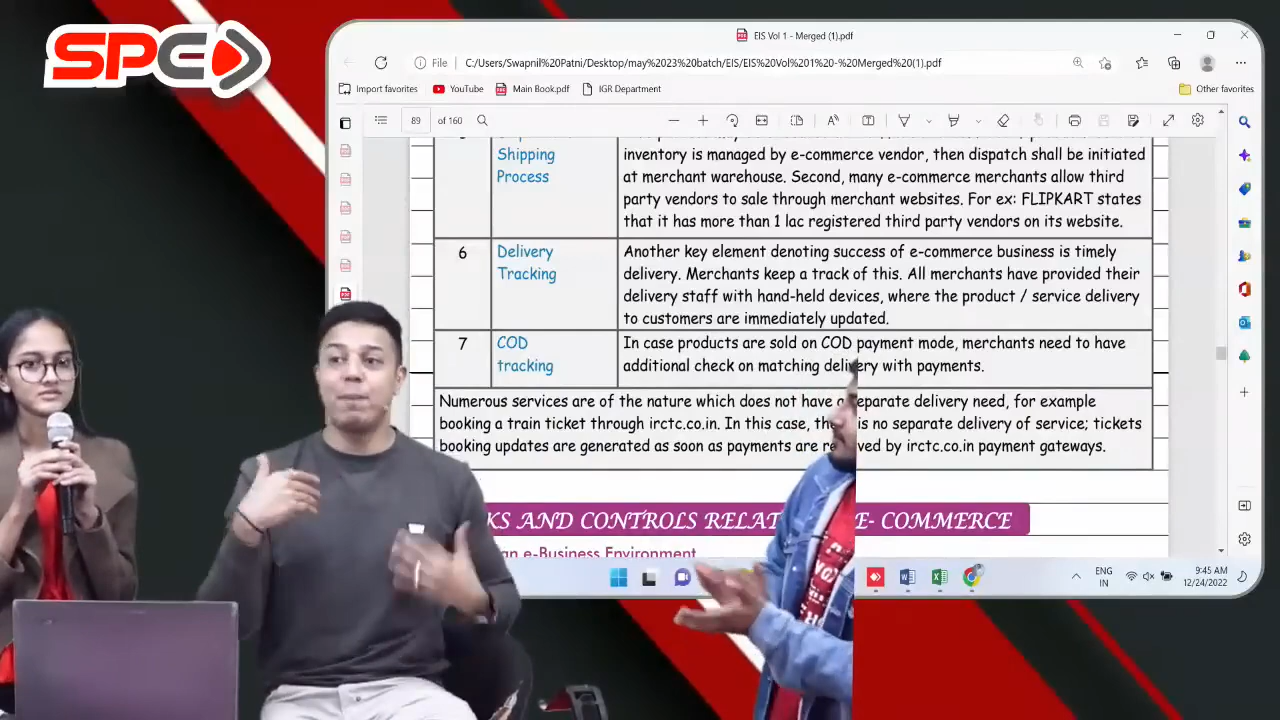 SPC
EIS Vol 1 - Merged (1).pdf
File C:/Users/Swapnil%20Patni/Desktop/may%2023%20batch/EIS/EIS%20Vol%201%20-%20Merged%20(1).pdf
Import favorites YouTube Main Book.pdf IGR Department Other favorites
89 of 160
Shipping
Process
inventory is managed by e-commerce vendor, then dispatch shall be initiated
at merchant warehouse. Second, many e-commerce merchants allow third
party vendors to sale through merchant websites. For ex: FLIPKART states
that it has more than 1 lac registered third party vendors on its website.
6 Delivery
Tracking
Another key element denoting success of e-commerce business is timely
delivery. Merchants keep a track of this. All merchants have provided their
delivery staff with hand-held devices, where the product / service delivery
to customers are immediately updated.
7 COD
tracking
In case products are sold on COD payment mode, merchants need to have
additional check on matching delivery with payments.
Numerous services are of the nature which does not have a separate delivery need, for example
booking a train ticket through irctc.co.in. In this case, is no separate delivery of service; tickets
booking updates are generated as soon as payments are by irctc.co.in payment gateways.
KS AND CONTROLS RELAT E- COMMERCE
an e-Business Environment
ENG
IN
9:45 AM
12/24/2022